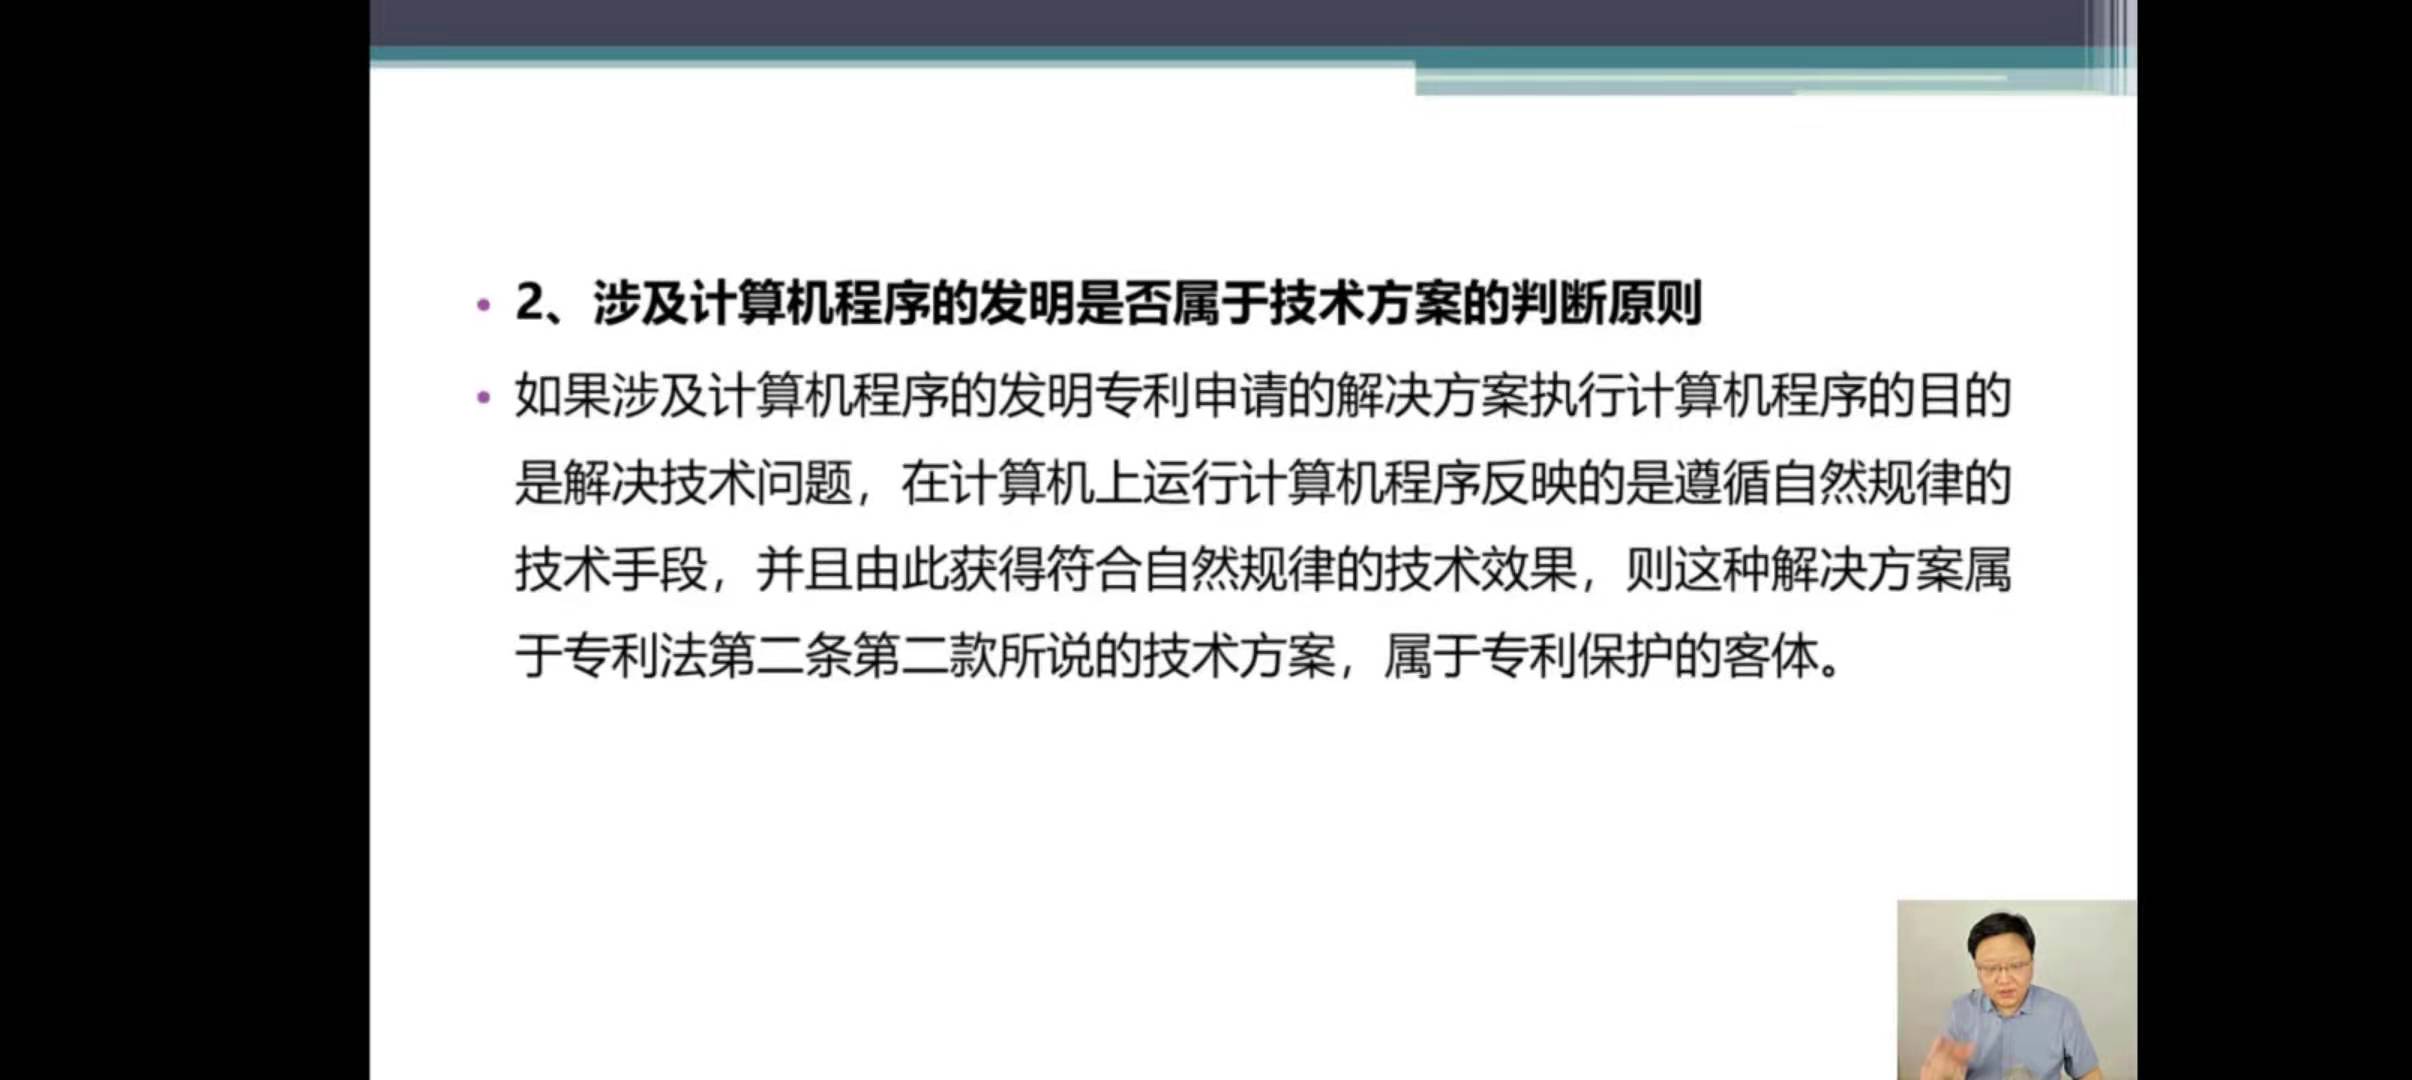 • 2、涉及计算机程序的发明是否属于技术方案的判断原则
• 如果涉及计算机程序的发明专利申请的解决方案执行计算机程序的目的
是解决技术问题，在计算机上运行计算机程序反映的是遵循自然规律的
技术手段，并且由此获得符合自然规律的技术效果，则这种解决方案属
于专利法第二条第二款所说的技术方案，属于专利保护的客体。